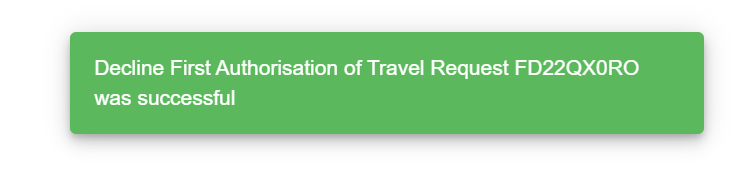 Decline First Authorisation of Travel Request FD22QX0RO
was successful